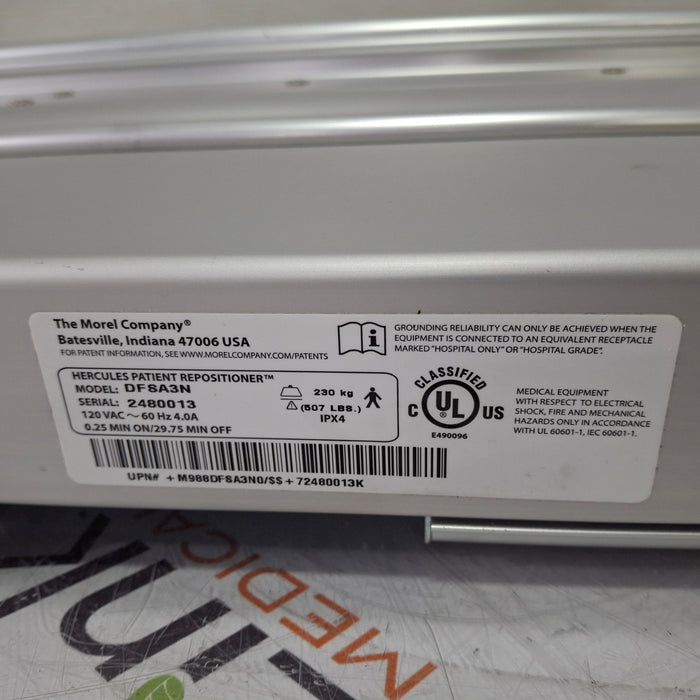 The Morel Company®
Batesville, Indiana 47006 USA
FOR PATENT INFORMATION, SEE WWW.MORELCOMPANY.COM/PATENTS
i
GROUNDING RELIABILITY CAN ONLY BE ACHIEVED WHEN THE
EQUIPMENT IS CONNECTED TO AN EQUIVALENT RECEPTACLE
MARKED "HOSPITAL ONLY" OR "HOSPITAL GRADE".
HERCULES PATIENT REPOSITIONER™
MODEL: DFSA3N
SERIAL: 2480013
120 VAC ~ 60 Hz 4.0A
0.25 MIN ON/29.75 MIN OFF
230 kg
(507 LBS.)
IPX4
CLASSIFIED
C UL US
E490096
MEDICAL EQUIPMENT
WITH RESPECT TO ELECTRICAL
SHOCK, FIRE AND MECHANICAL
HAZARDS ONLY IN ACCORDANCE
WITH UL 60601-1, IEC 60601-1.
UPN# + M988DFSA3N0/$$ + 72480013K
MEDICAL